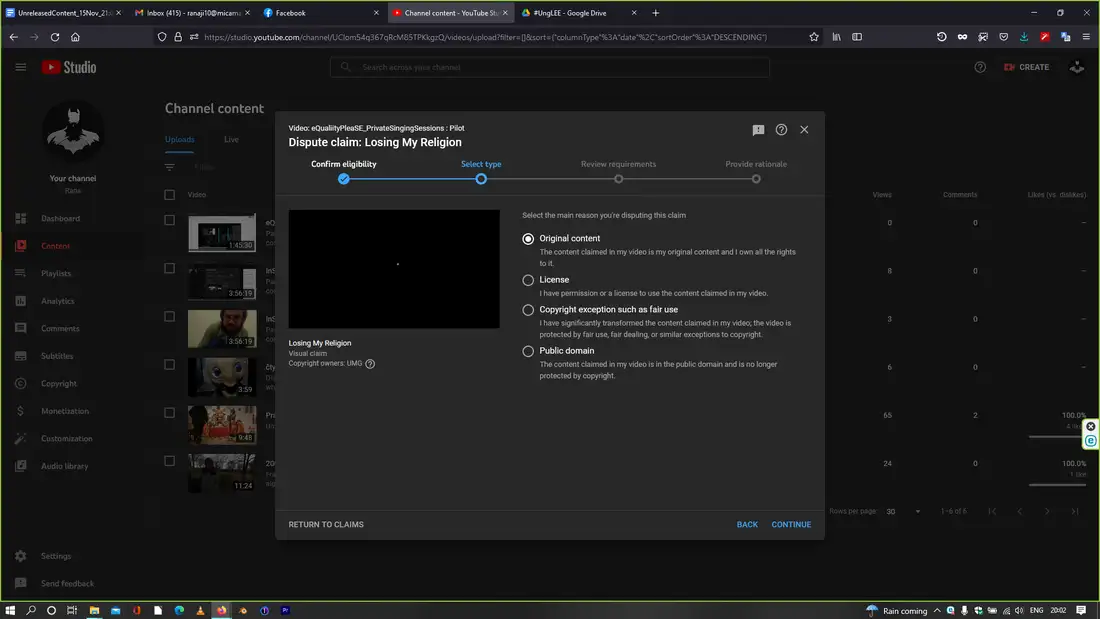 UnreleasedContent_15Nov_21:0
Inbox (415) - ranaji10@micamai
Facebook
Channel content - YouTube Stu
#UngLEE - Google Drive
https://studio.youtube.com/channel/UClom54q367qRcM85TPKkgzQ/videos/upload?filter=[]&sort={"columnType"%3A"date"%2C"sortOrder"%3A"DESCENDING"}
Studio
Search across your channel
CREATE
Channel content
Uploads
Live
Your channel
Rana
Dashboard
Content
Playlists
Analytics
Comments
Subtitles
Copyright
Monetization
Customization
Audio library
Settings
Send feedback
Video
Views
Comments
Likes (vs. dislikes)
1:45:30
0
0
–
3:56:19
8
0
–
3:56:19
3
0
–
3:59
6
0
–
9:48
65
2
100.0%
11:24
24
0
100.0%
Rows per page:
30
1–6 of 6
Video: eQualiityPleaSE_PrivateSingingSessions : Pilot
Dispute claim: Losing My Religion
Confirm eligibility
Select type
Review requirements
Provide rationale
Losing My Religion
Visual claim
Copyright owners: UMG
Select the main reason you're disputing this claim
Original content
The content claimed in my video is my original content and I own all the rights
to it.
License
I have permission or a license to use the content claimed in my video.
Copyright exception such as fair use
I have significantly transformed the content claimed in my video; the video is
protected by fair use, fair dealing, or similar exceptions to copyright.
Public domain
The content claimed in my video is in the public domain and is no longer
protected by copyright.
RETURN TO CLAIMS
BACK
CONTINUE
Rain coming
ENG
20:02